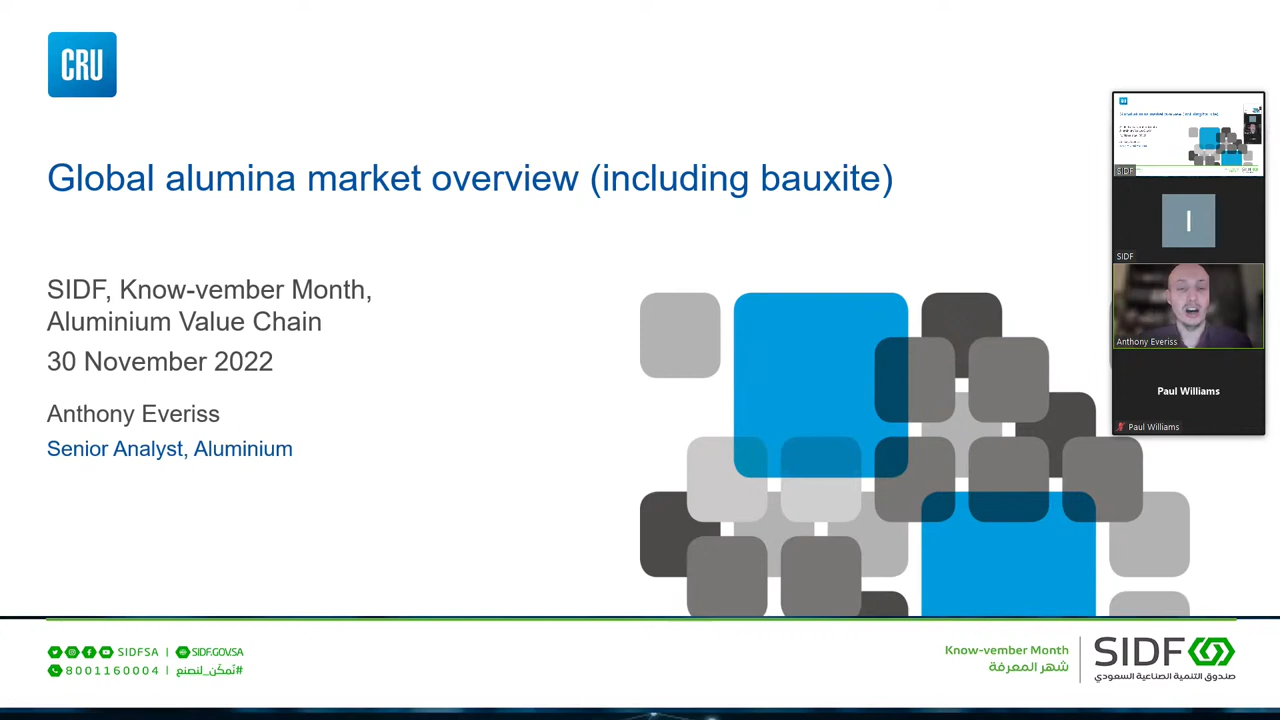 CRU
Global alumina market overview (including bauxite)
SIDF, Know-vember Month,
Aluminium Value Chain
30 November 2022
Anthony Everiss
Senior Analyst, Aluminium
SIDF
I
SIDF
Anthony Everiss
Paul Williams
Paul Williams
SIDFSA | SIDF.GOV.SA
8001160004 | #نُمكّن_لنصنع
Know-vember Month
شهر المعرفة
SIDF
صندوق التنمية الصناعية السعودي